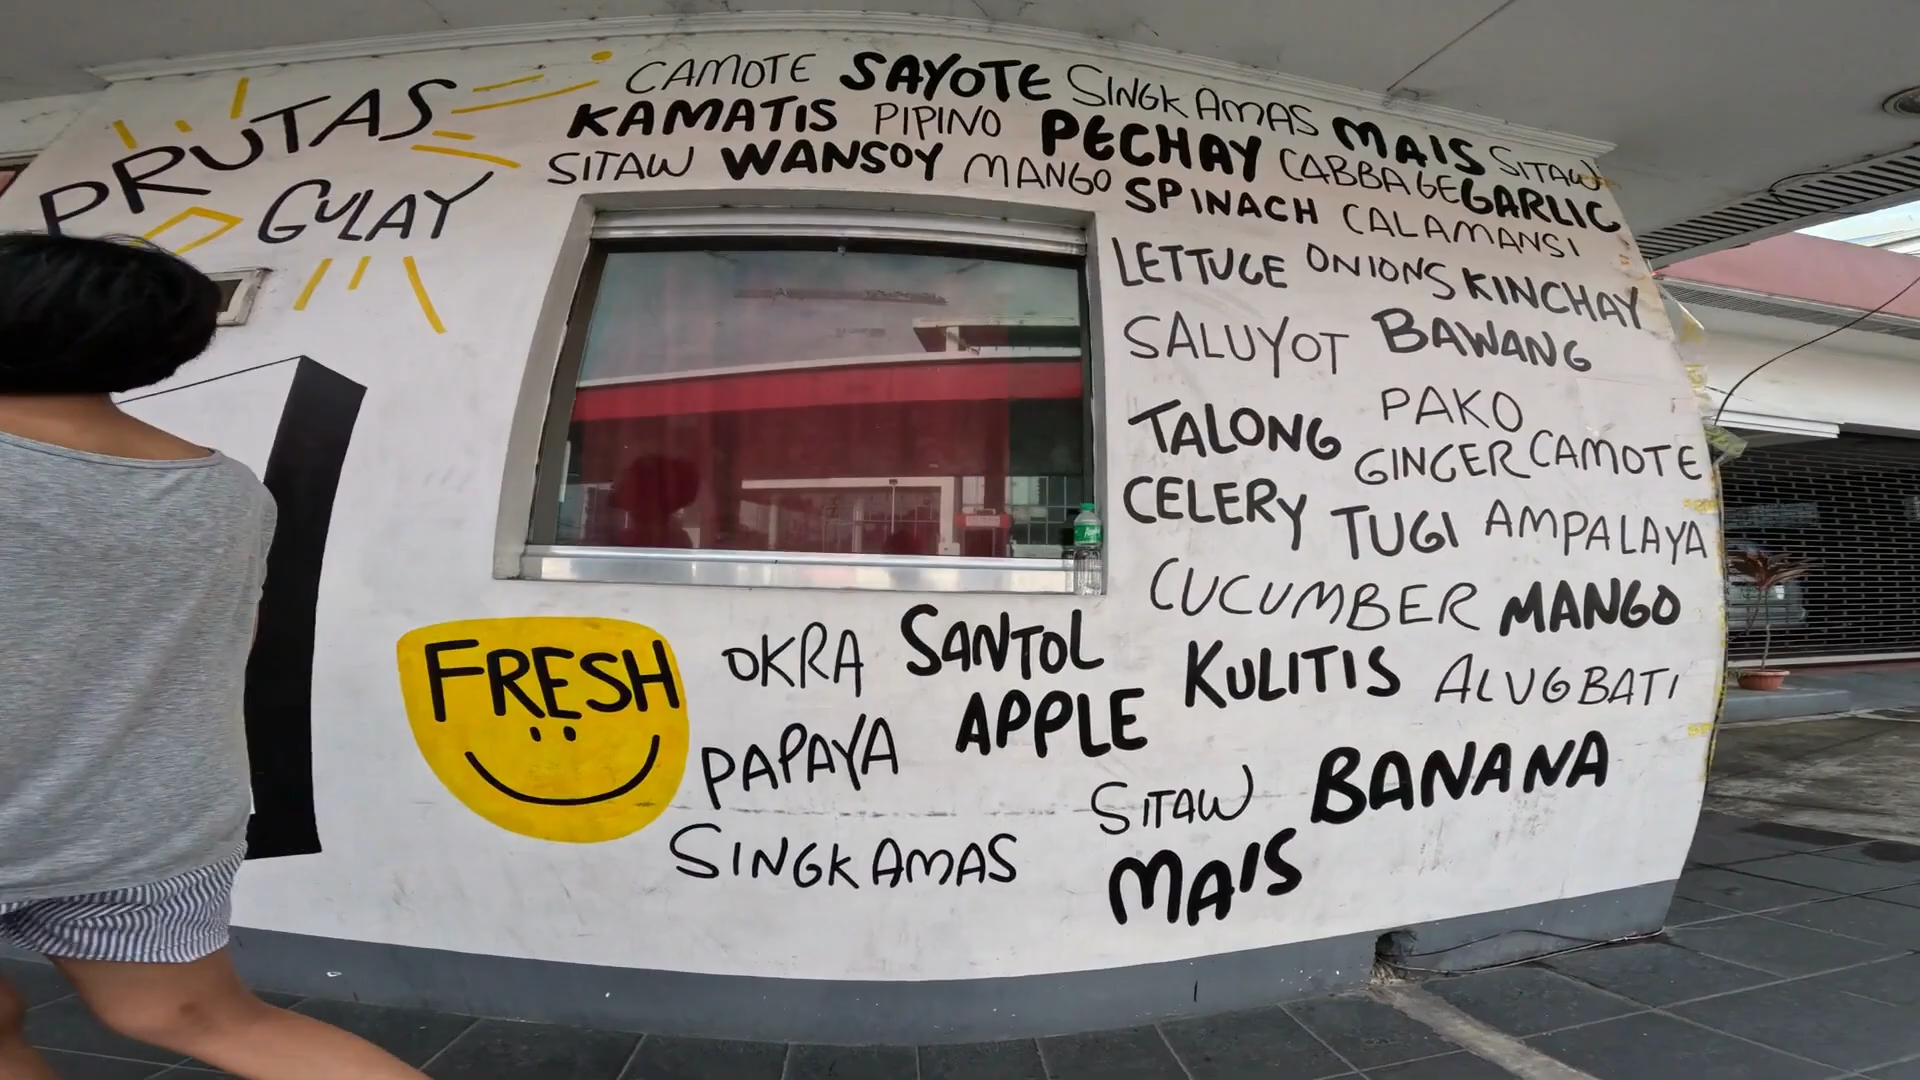 PRUTAS
GULAY
CAMOTE SAYOTE SINGKAMAS MAIS SITAW
KAMATIS PIPINO PECHAY CABBAGE GARLIC
SITAW WANSOY MANGO SPINACH CALAMANSI
LETTUCE ONIONS KINCHAY
SALUYOT BAWANG
TALONG PAKO
GINGER CAMOTE
CELERY TUGI AMPALAYA
CUCUMBER MANGO
FRESH
OKRA SANTOL KULITIS ALUGBATI
PAPAYA APPLE
SITAW BANANA
SINGKAMAS MAIS